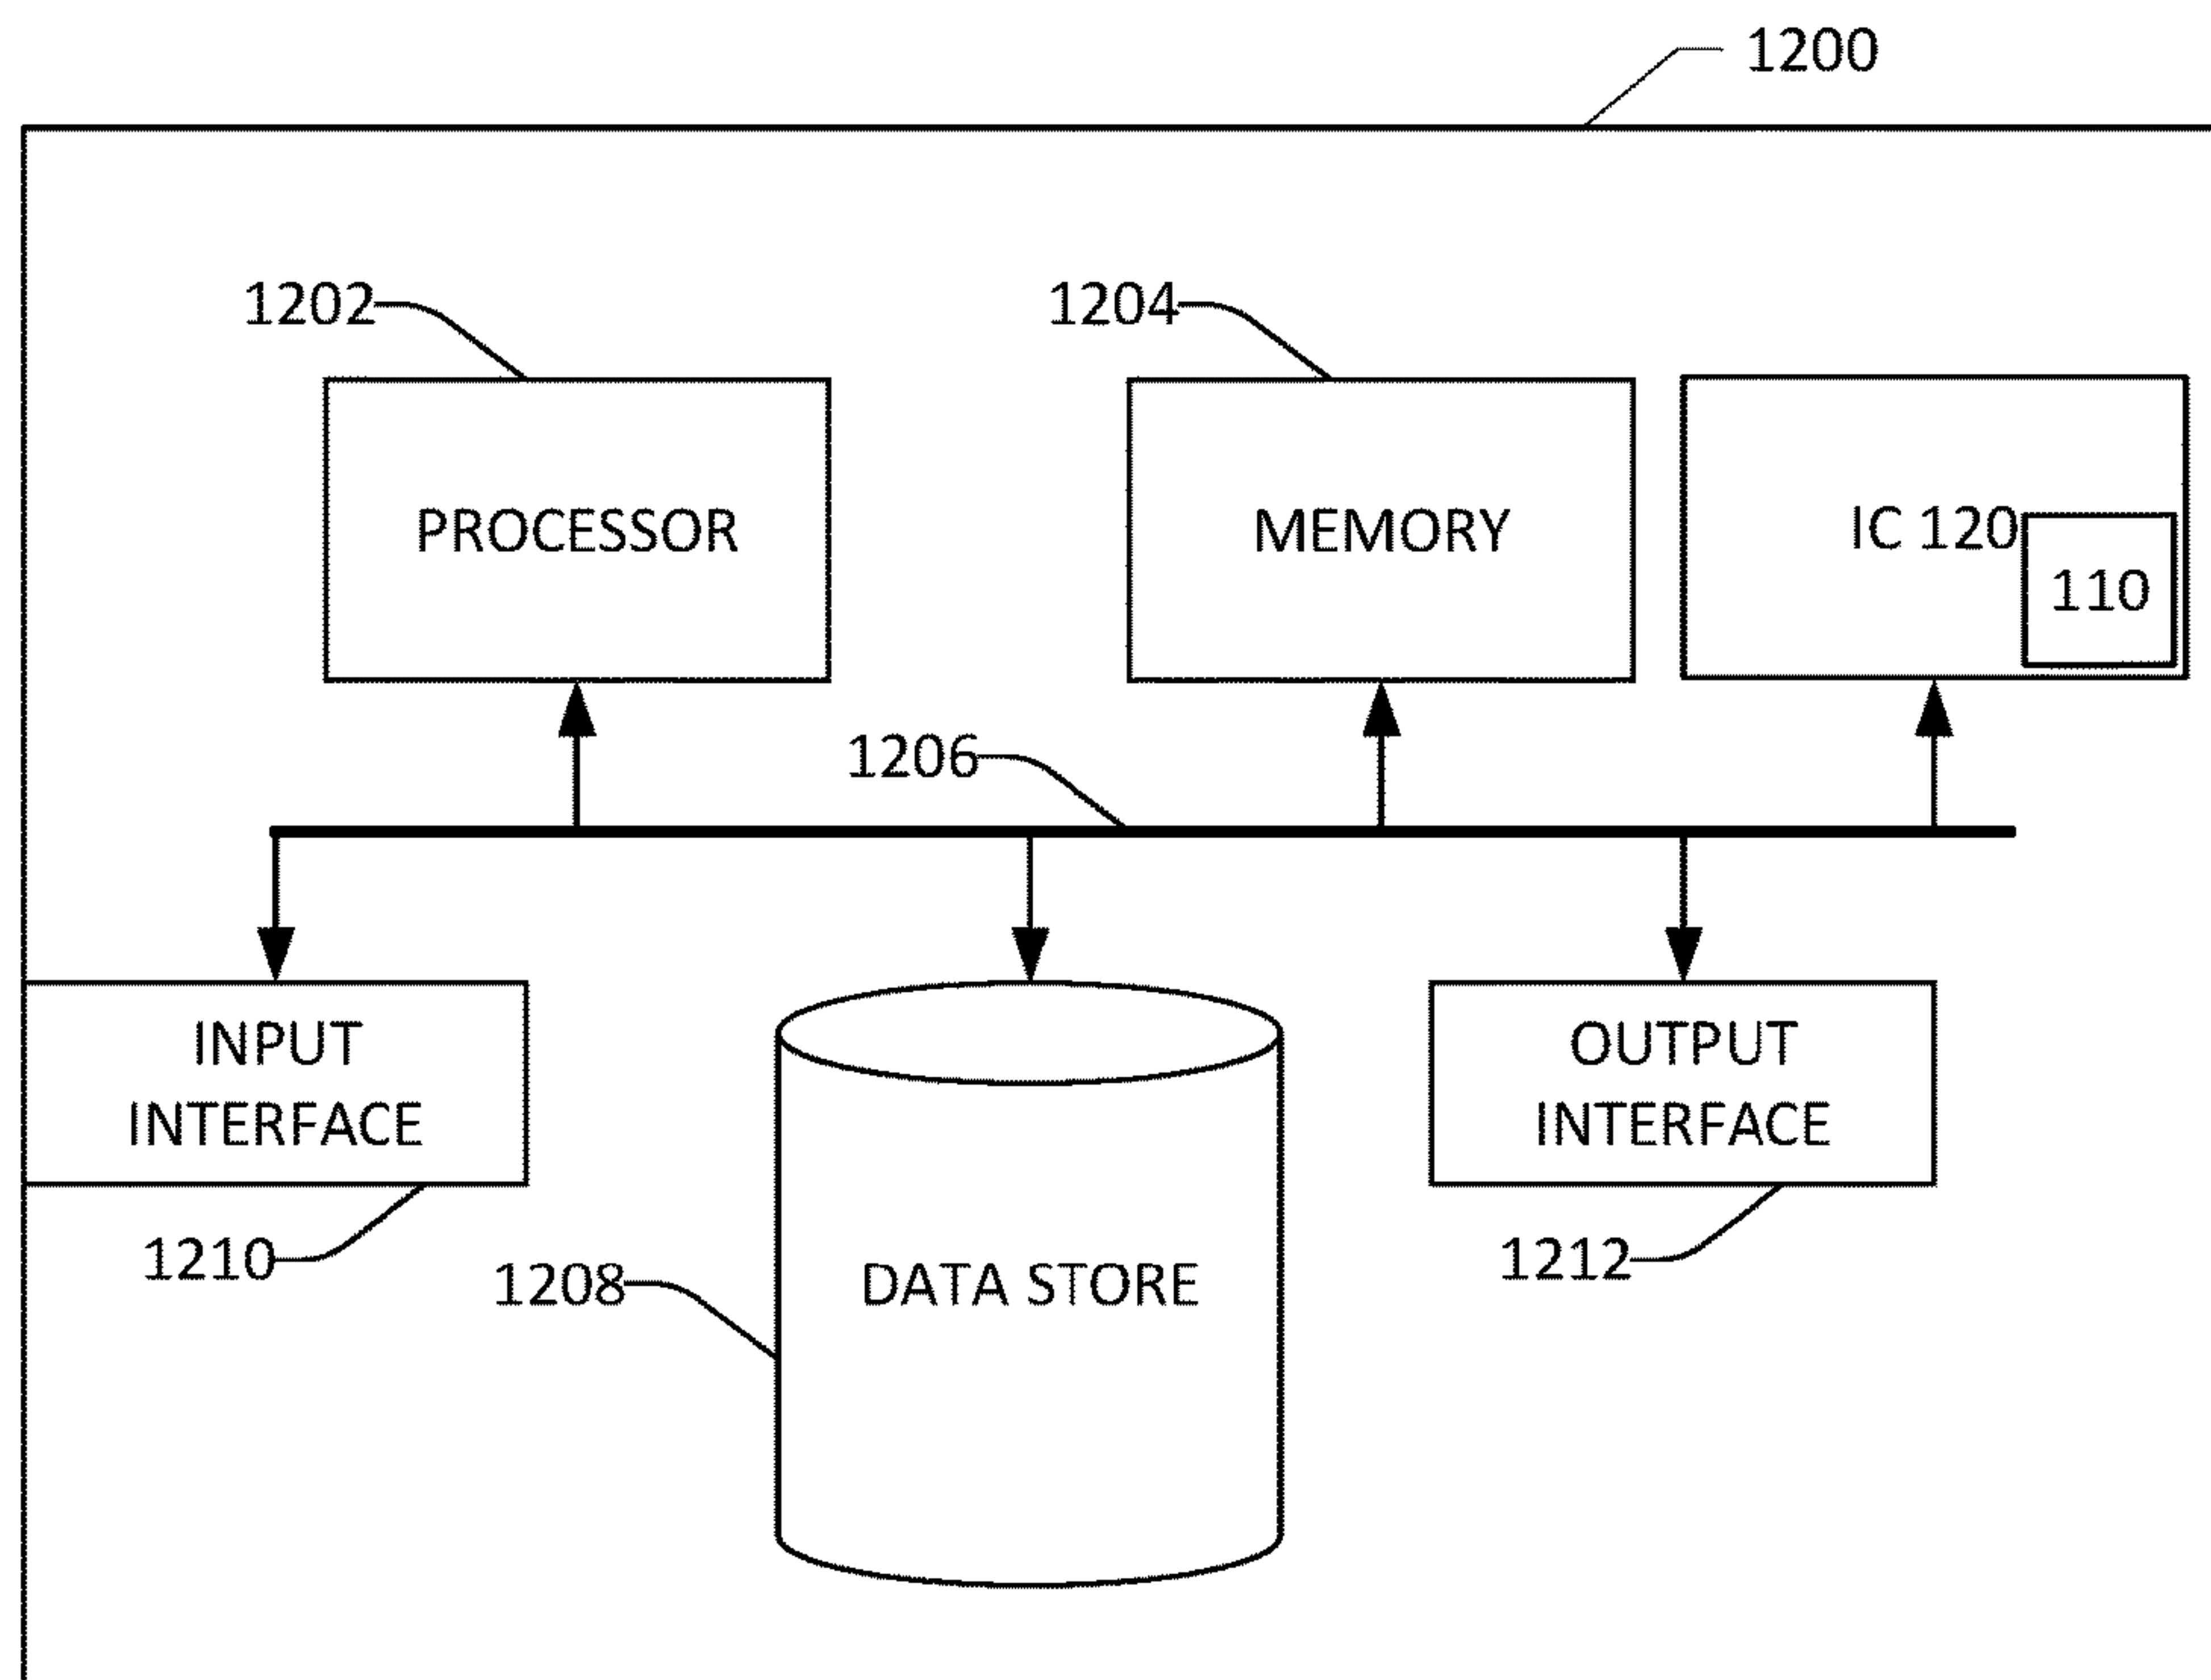 1200
1202
1204
PROCESSOR
MEMORY
IC 120
110
1206
INPUT
INTERFACE
OUTPUT
INTERFACE
1210
1208
DATA STORE
1212